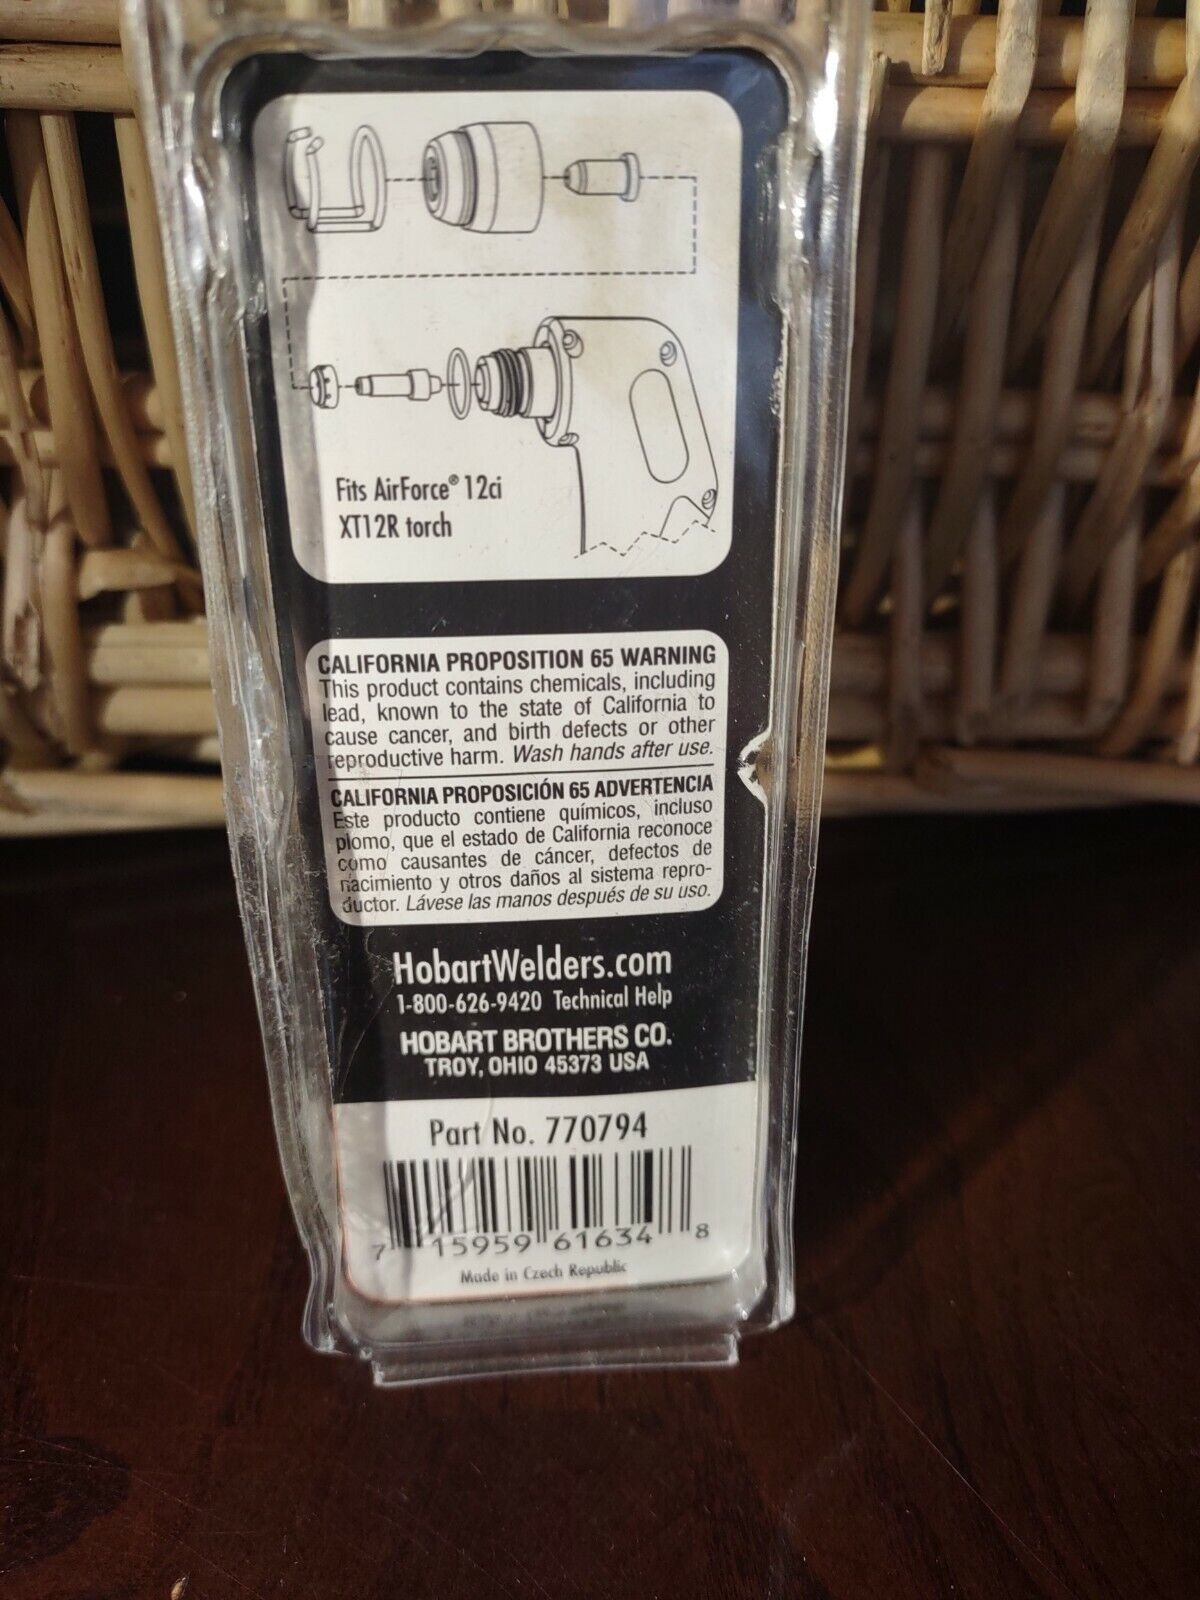 Fits AirForce® 12ci
XT12R torch
CALIFORNIA PROPOSITION 65 WARNING
This product contains chemicals, including
lead, known to the state of California to
cause cancer, and birth defects or other
reproductive harm. Wash hands after use.
CALIFORNIA PROPOSICIÓN 65 ADVERTENCIA
Este producto contiene químicos, incluso
plomo, que el estado de California reconoce
como causantes de cáncer, defectos de
nacimiento y otros daños al sistema repro-
ductor. Lávese las manos después de su uso.
HobartWelders.com
1-800-626-9420 Technical Help
HOBART BROTHERS CO.
TROY, OHIO 45373 USA
Part No. 770794
7 15959 61634 8
Made in Czech Republic